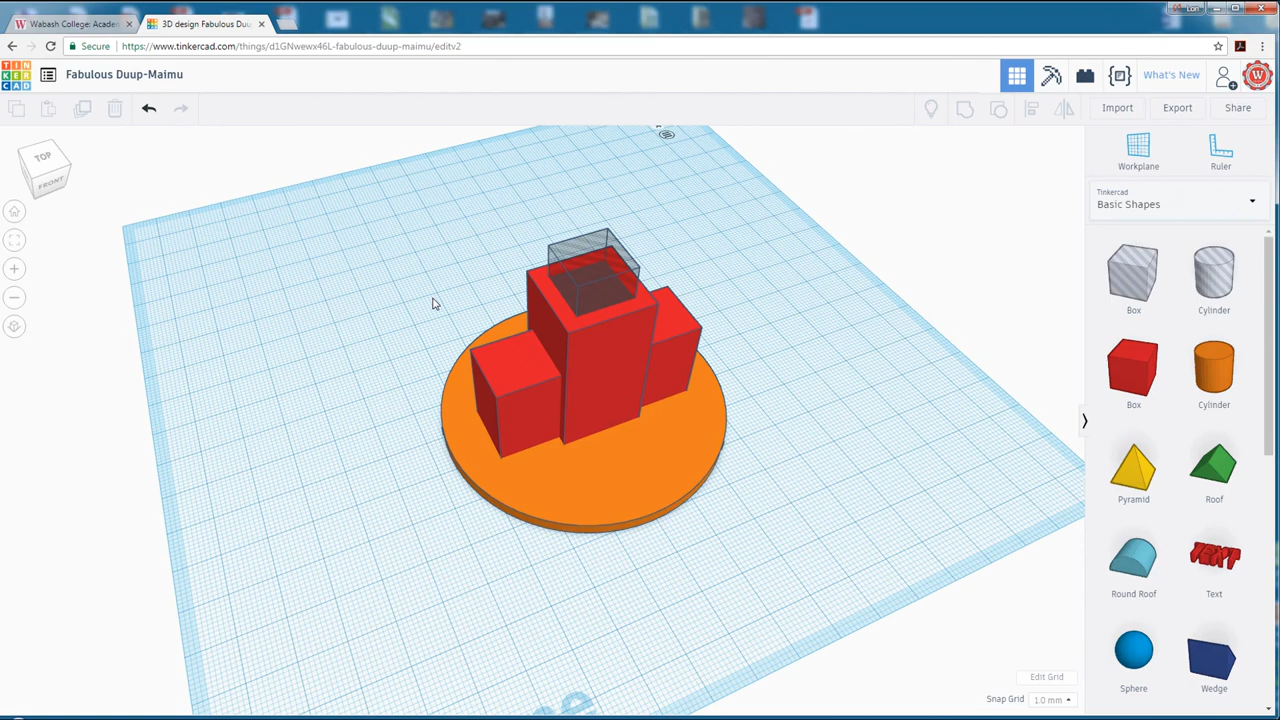 Lon
Wabash College: Academ
3D design Fabulous Duu
Secure
https://www.tinkercad.com/things/d1GNwewx46L-fabulous-duup-maimu/editv2
TIN
KER
CAD
Fabulous Duup-Maimu
What's New
W
Import
Export
Share
TOP
FRONT
Workplane
Ruler
Tinkercad
Basic Shapes
Box
Cylinder
Box
Cylinder
Pyramid
Roof
TEXT
Round Roof
Text
Sphere
Wedge
Edit Grid
Snap Grid
1.0 mm